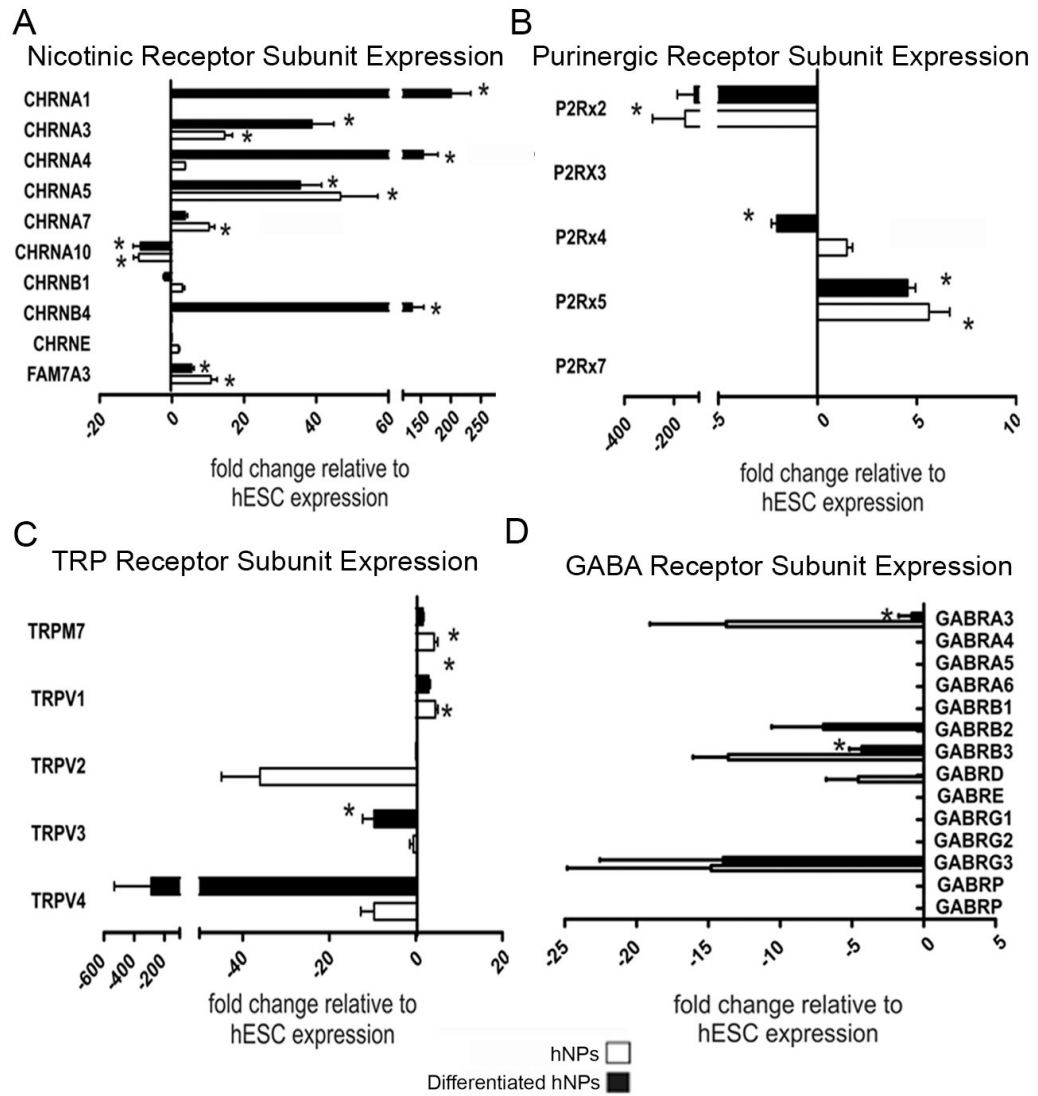 A
Nicotinic Receptor Subunit Expression
CHRNA1
*
CHRNA3
*
*
CHRNA4
*
CHRNA5
*
*
CHRNA7
*
CHRNA10
*
*
CHRNB1
CHRNB4
*
CHRNE
FAM7A3
*
*
-20 0 20 40 60 150 200 250
fold change relative to
hESC expression
B
Purinergic Receptor Subunit Expression
P2Rx2
*
P2RX3
P2Rx4
*
P2Rx5
*
*
P2Rx7
-400 -200 -5 0 5 10
fold change relative to
hESC expression
C
TRP Receptor Subunit Expression
TRPM7
*
*
TRPV1
*
TRPV2
TRPV3
*
TRPV4
-600 -400 -200 -40 -20 0 20
fold change relative to
hESC expression
D
GABA Receptor Subunit Expression
* GABRA3
GABRA4
GABRA5
GABRA6
GABRB1
GABRB2
* GABRB3
GABRD
GABRE
GABRG1
GABRG2
GABRG3
GABRP
GABRP
-25 -20 -15 -10 -5 0 5
fold change relative to
hESC expression
hNPs
Differentiated hNPs